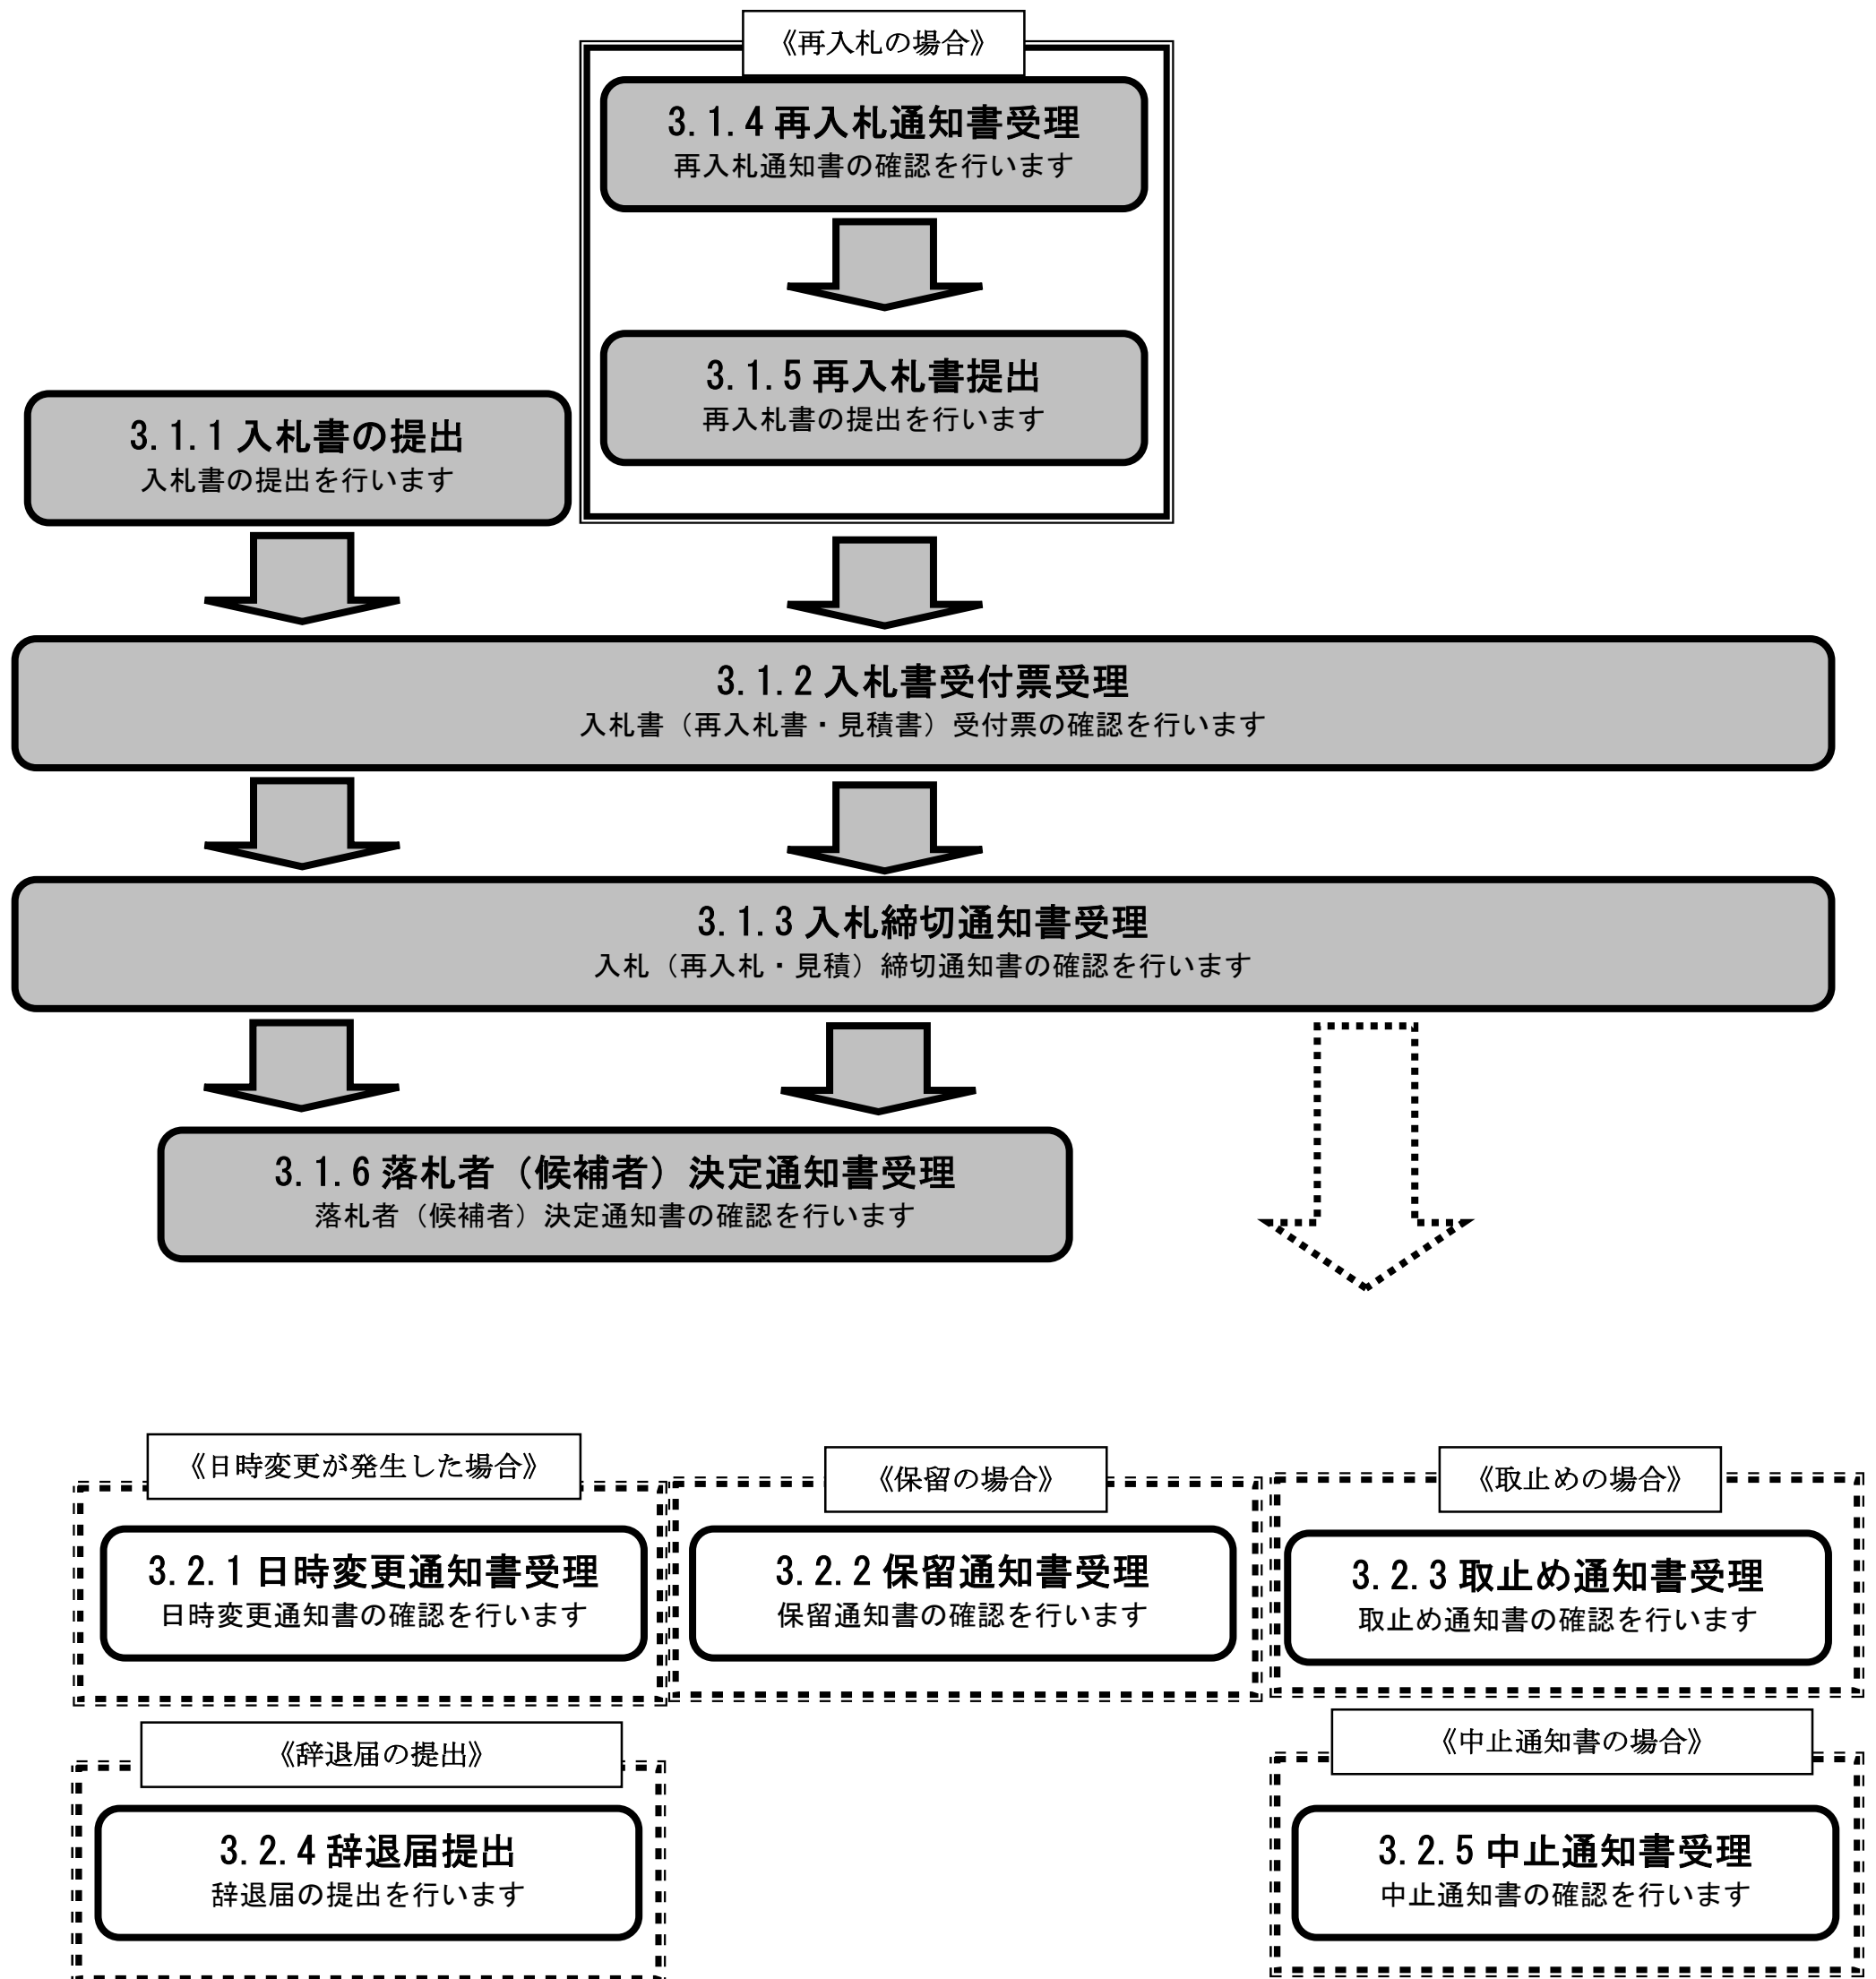 《再入札の場合》
3.1.4 再入札通知書受理
再入札通知書の確認を行います
3.1.5 再入札書提出
再入札書の提出を行います
3.1.1 入札書の提出
入札書の提出を行います
3.1.2 入札書受付票受理
入札書（再入札書・見積書）受付票の確認を行います
3.1.3 入札締切通知書受理
入札（再入札・見積）締切通知書の確認を行います
3.1.6 落札者（候補者）決定通知書受理
落札者（候補者）決定通知書の確認を行います
《日時変更が発生した場合》
3.2.1 日時変更通知書受理
日時変更通知書の確認を行います
《保留の場合》
3.2.2 保留通知書受理
保留通知書の確認を行います
《取止めの場合》
3.2.3 取止め通知書受理
取止め通知書の確認を行います
《辞退届の提出》
3.2.4 辞退届提出
辞退届の提出を行います
《中止通知書の場合》
3.2.5 中止通知書受理
中止通知書の確認を行います